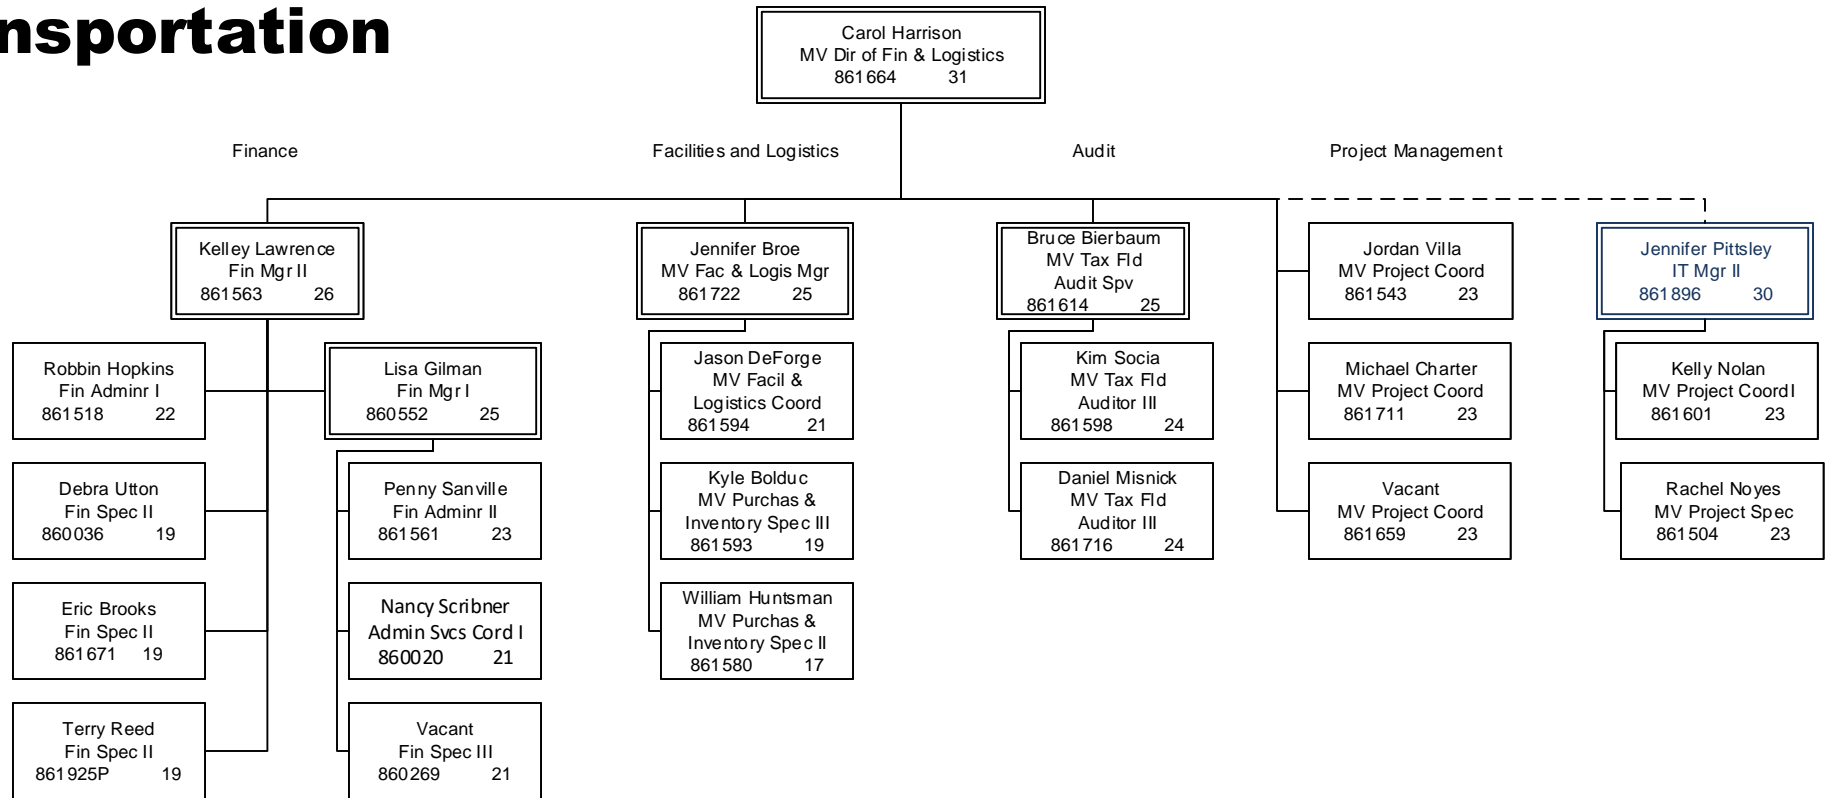 nsportation
Carol Harrison
MV Dir of Fin & Logistics
861664 31
Finance
Facilities and Logistics
Audit
Project Management
Kelley Lawrence
Fin Mgr II
861563 26
Jennifer Broe
MV Fac & Logis Mgr
861722 25
Bruce Bierbaum
MV Tax Fld
Audit Spv
861614 25
Jordan Villa
MV Project Coord
861543 23
Jennifer Pittsley
IT Mgr II
861896 30
Robbin Hopkins
Fin Adminr I
861518 22
Lisa Gilman
Fin Mgr I
860552 25
Jason DeForge
MV Facil &
Logistics Coord
861594 21
Kim Socia
MV Tax Fld
Auditor III
861598 24
Michael Charter
MV Project Coord
861711 23
Kelly Nolan
MV Project Coord I
861601 23
Debra Utton
Fin Spec II
860036 19
Penny Sanville
Fin Adminr II
861561 23
Kyle Bolduc
MV Purchas &
Inventory Spec III
861593 19
Daniel Misnick
MV Tax Fld
Auditor III
861716 24
Vacant
MV Project Coord
861659 23
Rachel Noyes
MV Project Spec
861504 23
Eric Brooks
Fin Spec II
861671 19
Nancy Scribner
Admin Svcs Cord I
860020 21
William Huntsman
MV Purchas &
Inventory Spec II
861580 17
Terry Reed
Fin Spec II
861925P 19
Vacant
Fin Spec III
860269 21